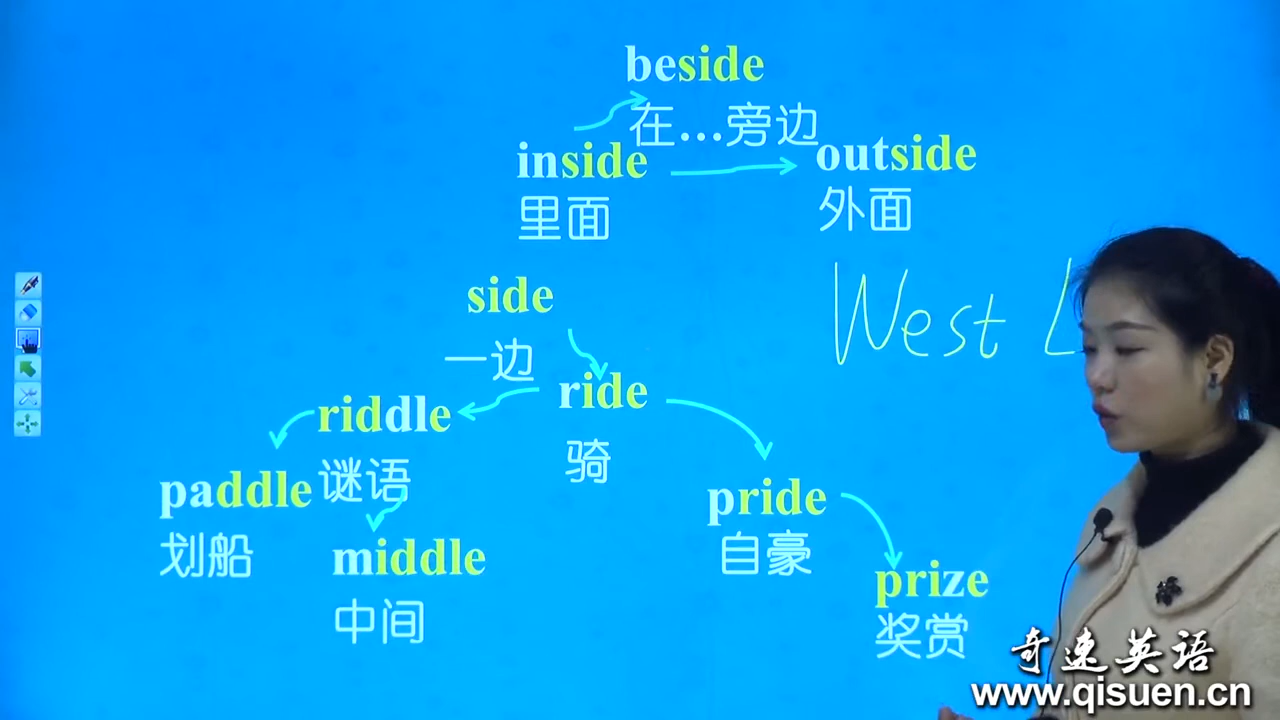 beside
在…旁边
inside
里面
outside
外面
West L
side
一边
ride
骑
riddle
谜语
paddle
划船
middle
中间
pride
自豪
prize
奖赏
奇速英语
www.qisuen.cn